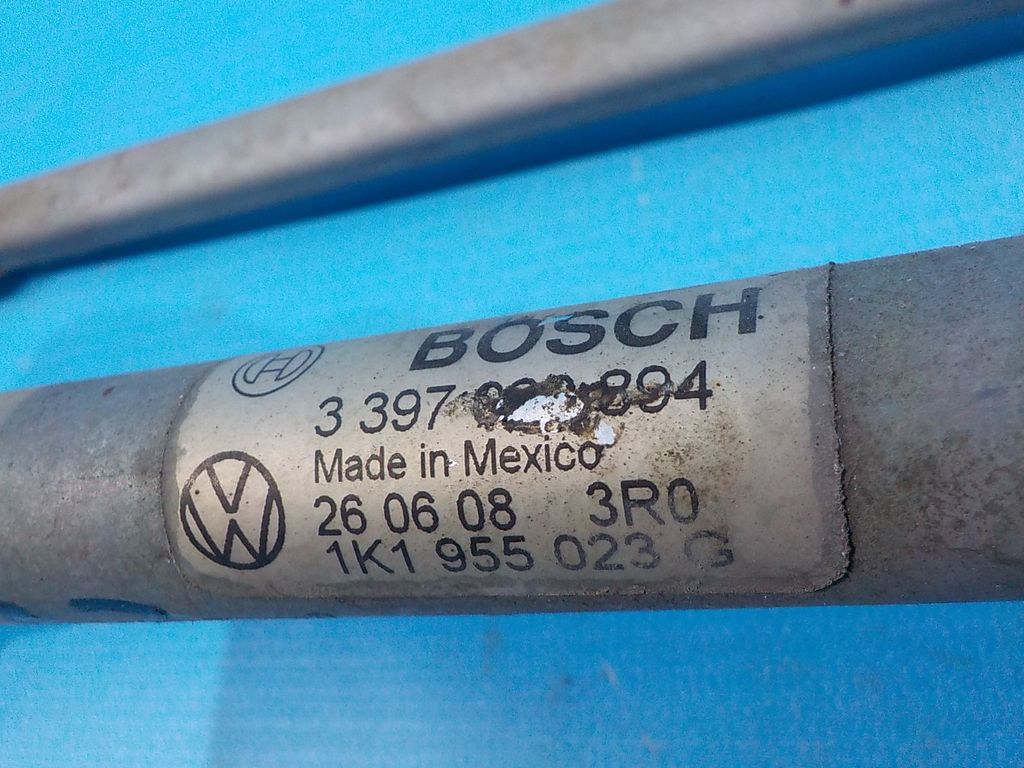 BOSCH
3 397 894
Made in Mexico
26 06 08 3R0
1K1 955 023 G